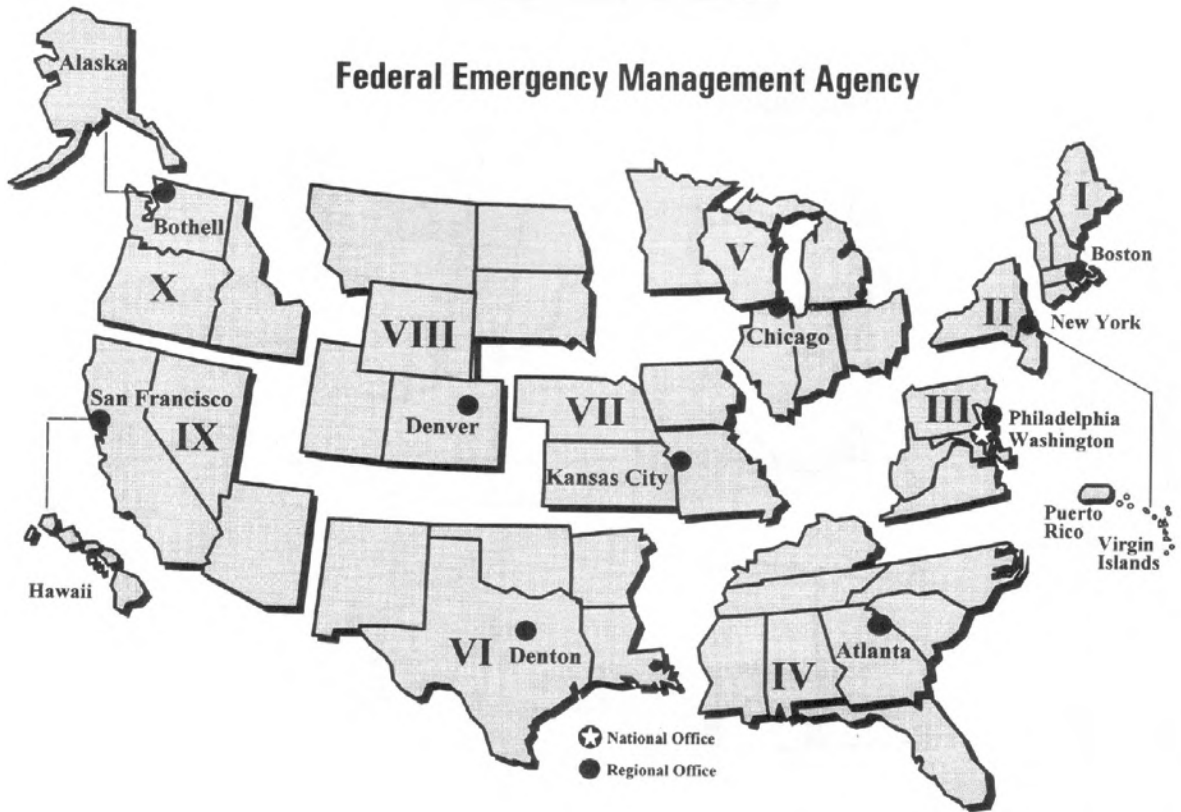 Federal Emergency Management Agency
Alaska
Bothell
X
VIII
V
I
Boston
II
New York
Chicago
San Francisco
IX
Denver
VII
Kansas City
III
Philadelphia
Washington
Puerto
Rico
Virgin
Islands
Hawaii
VI
Denton
IV
Atlanta
National Office
Regional Office